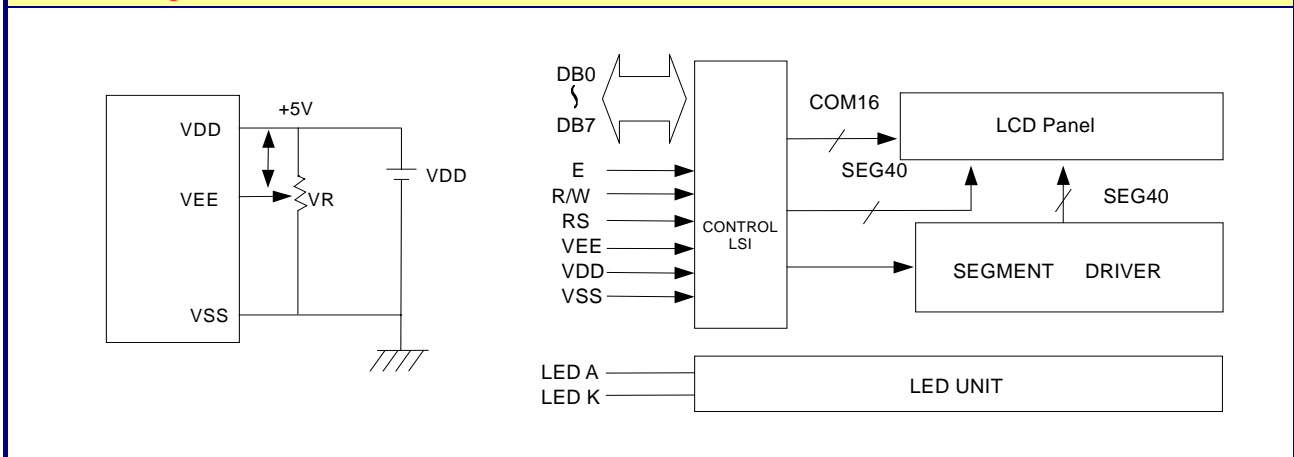 +5V
VDD
VEE
VR
VDD
VSS
DB0
DB7
E
R/W
RS
VEE
VDD
VSS
CONTROL
LSI
COM16
SEG40
LCD Panel
SEG40
SEGMENT DRIVER
LED A
LED K
LED UNIT